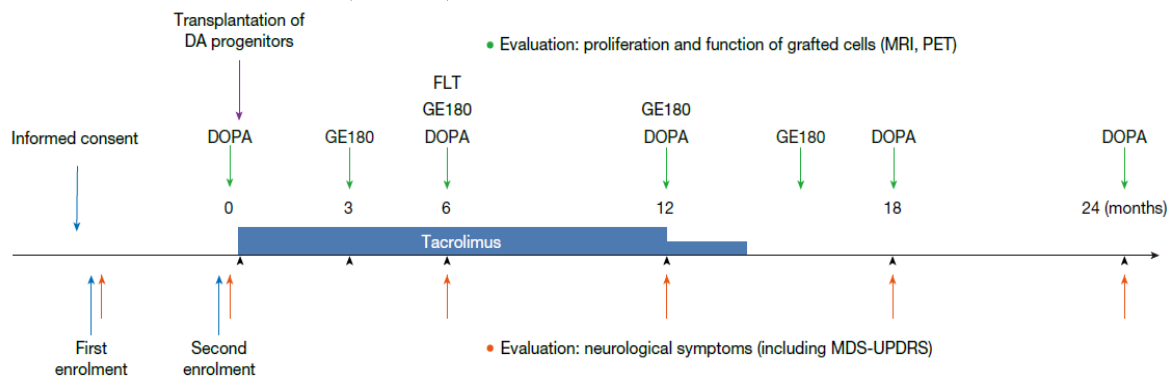 Transplantation of
DA progenitors
• Evaluation: proliferation and function of grafted cells (MRI, PET)
FLT
GE180
GE180
Informed consent
DOPA
GE180
DOPA
DOPA
GE180
DOPA
DOPA
0
3
6
12
18
24 (months)
Tacrolimus
First
enrolment
Second
enrolment
• Evaluation: neurological symptoms (including MDS-UPDRS)